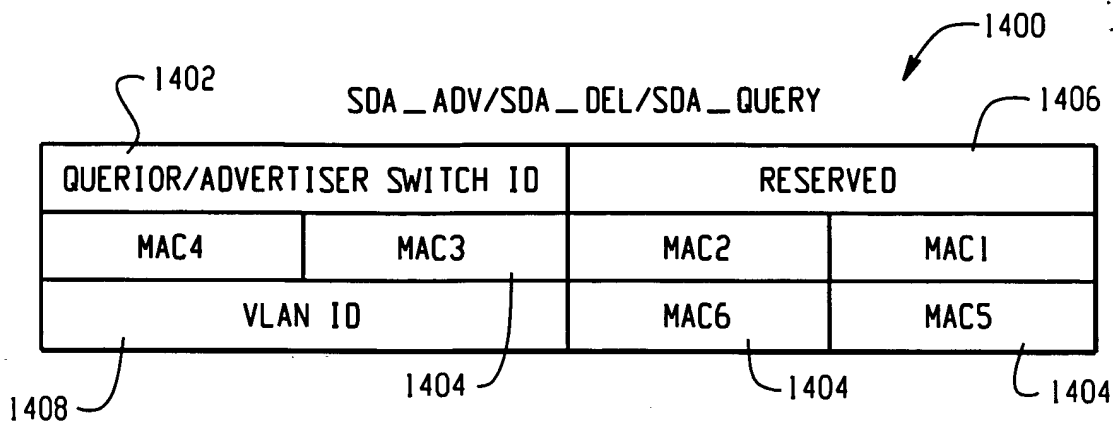 1400
1402
SDA_ADV/SDA_DEL/SDA_QUERY
1406
QUERIOR/ADVERTISER SWITCH ID RESERVED
MAC4 MAC3 MAC2 MAC1
VLAN ID MAC6 MAC5
1408 1404 1404 1404